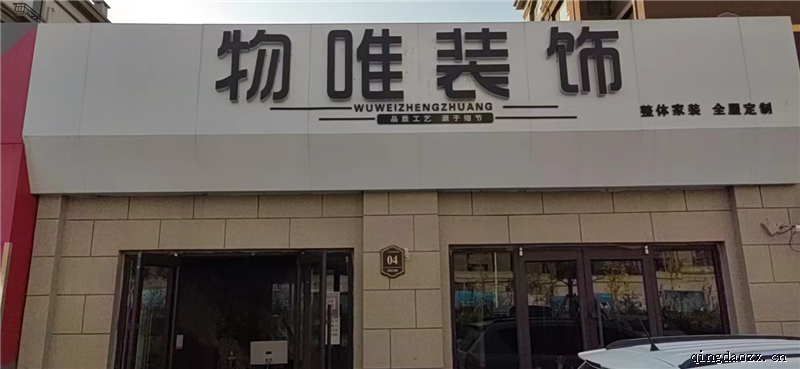 物唯装饰
WUWEIZHENGZHUANG
品质工艺 源于细节
整体家装 全屋定制
04
qingdaozx.cn